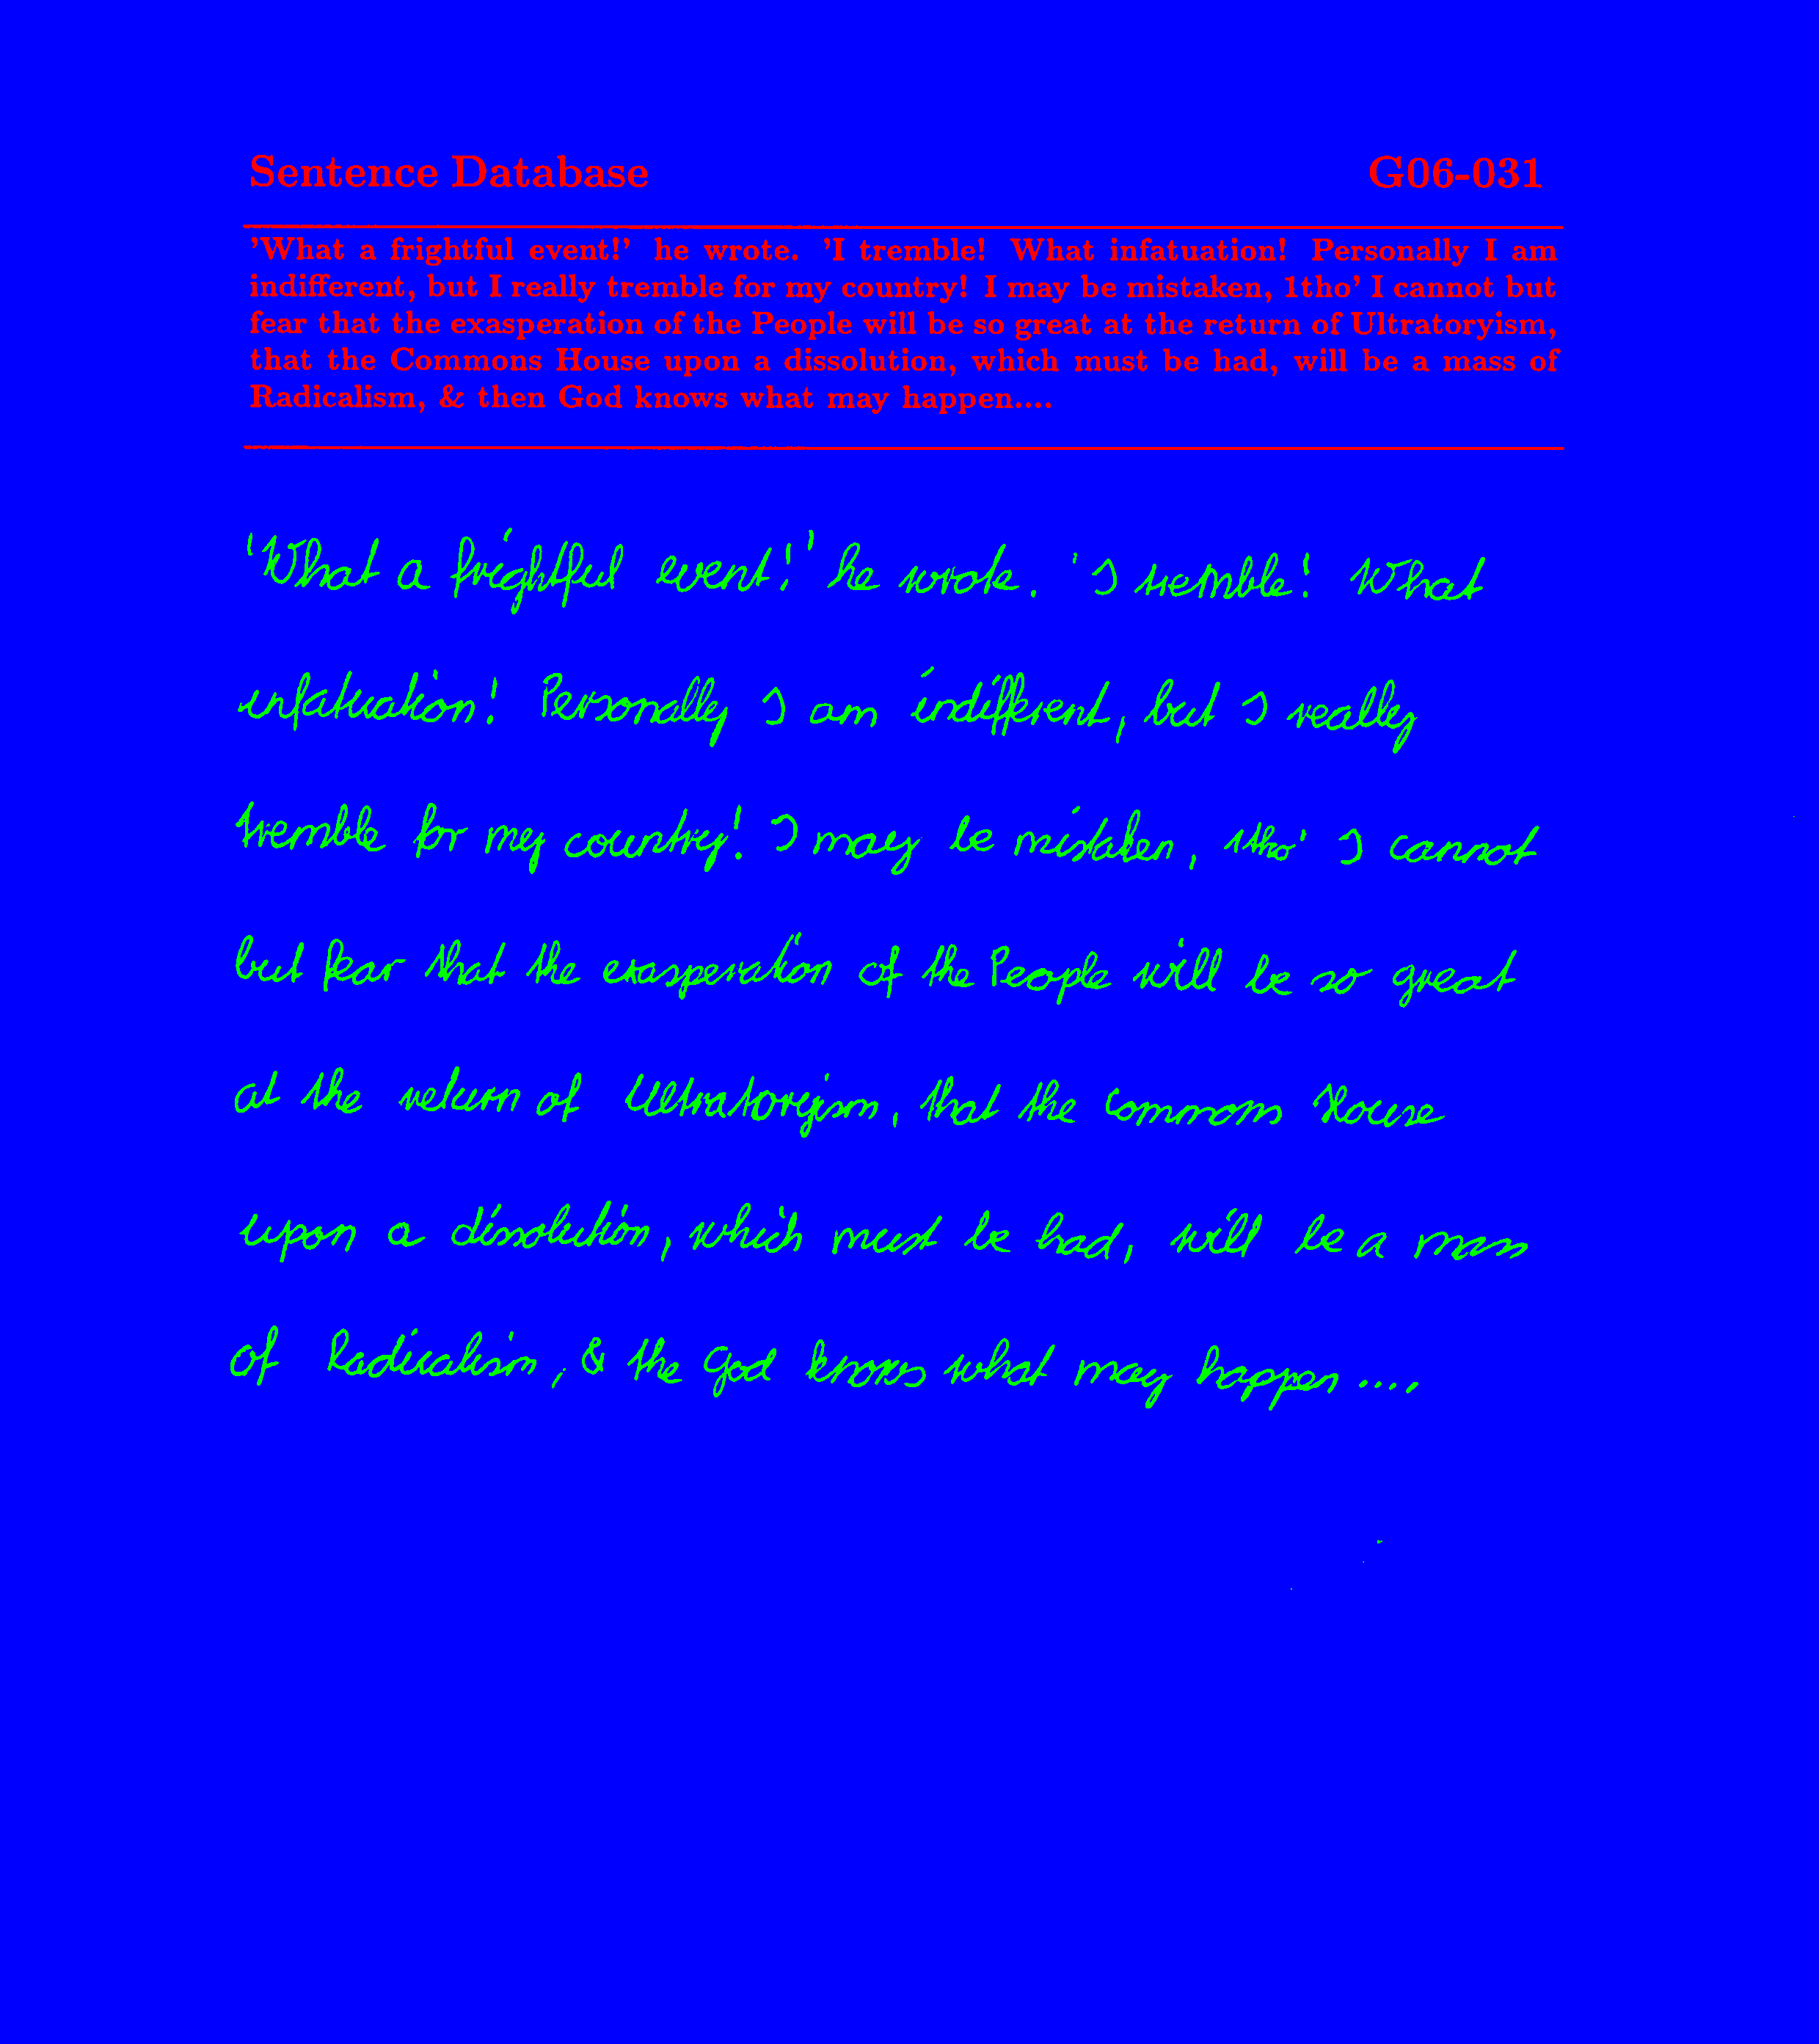 Sentence Database G06-031
'What a frightful event!' he wrote. 'I tremble! What infatuation! Personally I am
indifferent, but I really tremble for my country! I may be mistaken, 1tho' I cannot but
fear that the exasperation of the People will be so great at the return of Ultratoryism,
that the Commons House upon a dissolution, which must be had, will be a mass of
Radicalism, & then God knows what may happen....
'What a frightful event!' he wrote. 'I tremble! What
infatuation! Personally I am indifferent, but I really
tremble for my country! I may be mistaken, 1tho' I cannot
but fear that the exasperation of the People will be so great
at the return of Ultratoryism, that the Commons House
upon a dissolution, which must be had, will be a mass
of Radicalism, & the God knows what may happen....